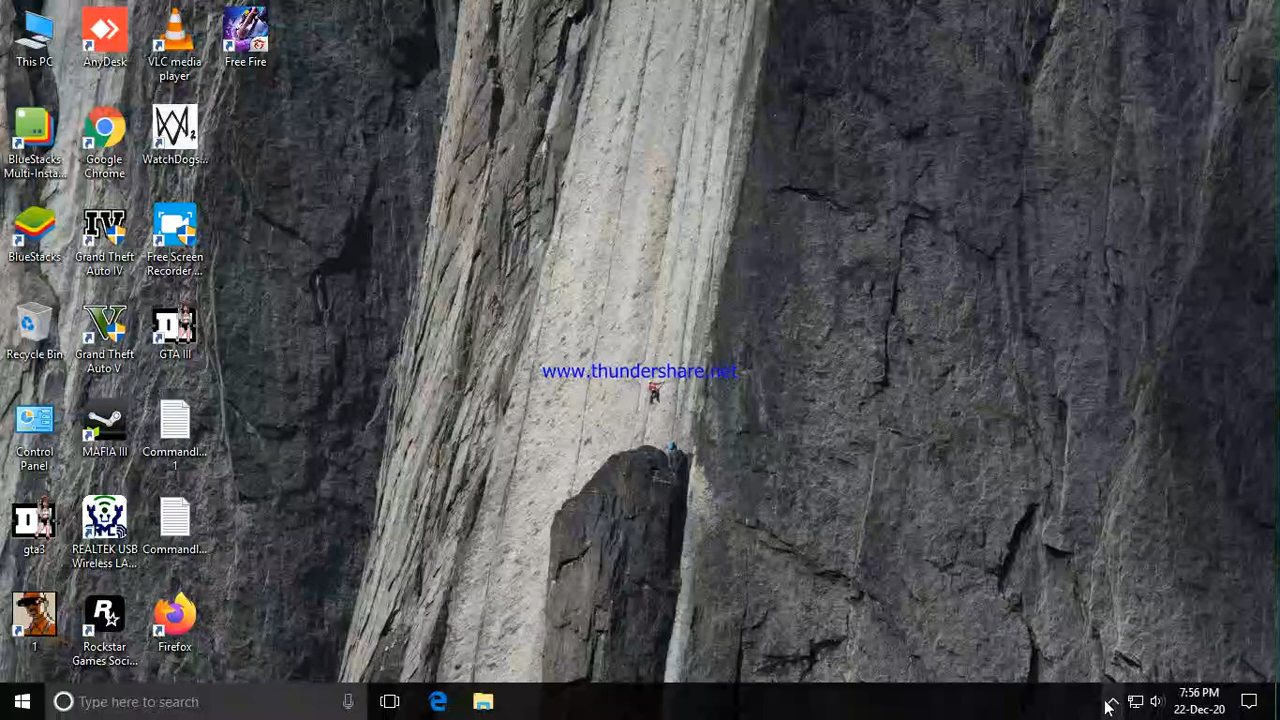 This PC
AnyDesk
VLC media
player
Free Fire
BlueStacks
Multi-Insta...
Google
Chrome
WatchDogs...
BlueStacks
Grand Theft
Auto IV
Free Screen
Recorder ...
Recycle Bin
Grand Theft
Auto V
GTA III
Control
Panel
MAFIA III
Commandl...
1
gta3
REALTEK USB
Wireless LA...
Commandl...
1
Rockstar
Games Soci...
Firefox
www.thundershare.net
Type here to search
7:56 PM
22-Dec-20